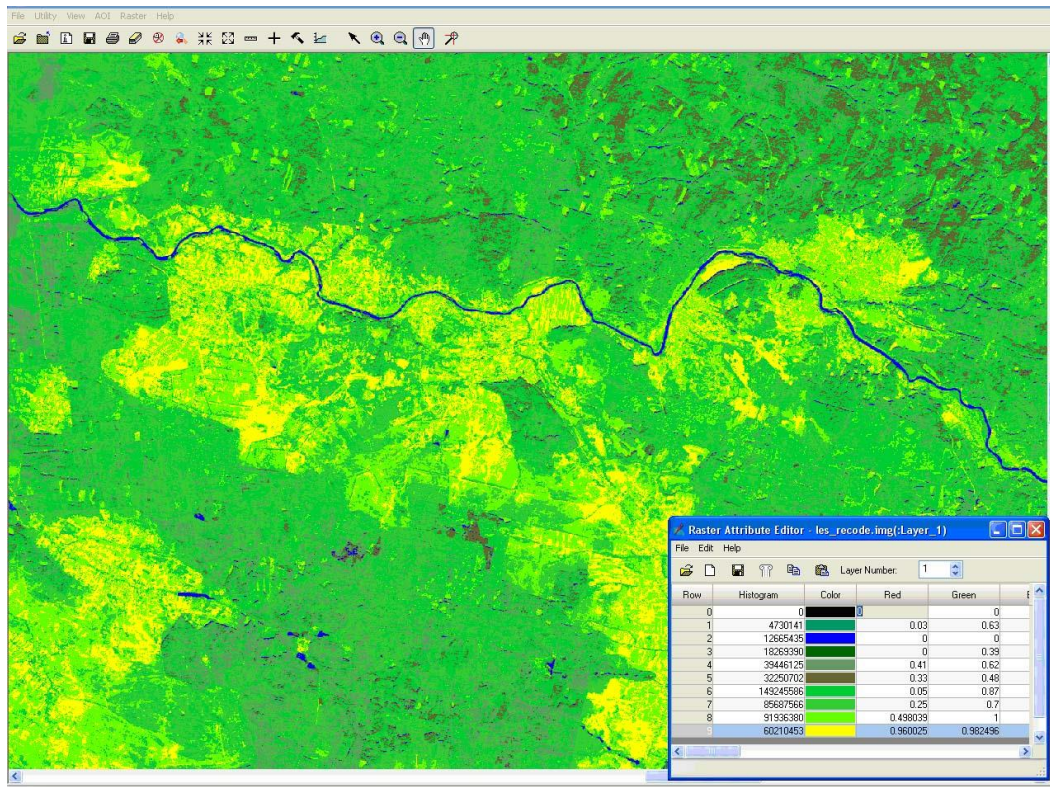 File Utility View AOI Raster Help
Raster Attribute Editor - les_recode.img(:Layer_1)
File Edit Help
Layer Number: 1
Row Histogram Color Red Green
0 0 0 0
1 4730141 0.03 0.63
2 12665435 0 0
3 18269390 0 0.39
4 39446125 0.41 0.62
5 32250702 0.33 0.48
6 149245586 0.05 0.87
7 85687566 0.25 0.7
8 91936380 0.498039 1
9 60210453 0.960025 0.982496